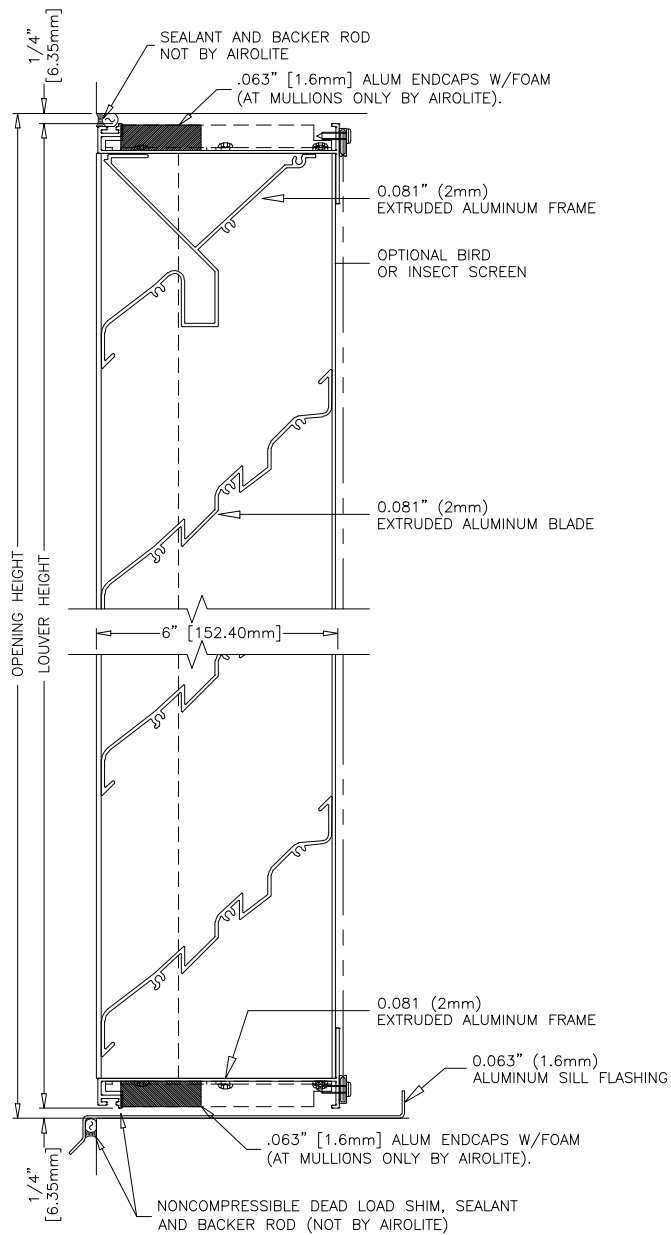 1/4"
[6.35mm]
SEALANT AND BACKER ROD
NOT BY AIROLITE
.063" [1.6mm] ALUM ENDCAPS W/FOAM
(AT MULLIONS ONLY BY AIROLITE).
0.081" (2mm)
EXTRUDED ALUMINUM FRAME
OPTIONAL BIRD
OR INSECT SCREEN
0.081" (2mm)
EXTRUDED ALUMINUM BLADE
OPENING HEIGHT
LOUVER HEIGHT
6" [152.40mm]
0.081 (2mm)
EXTRUDED ALUMINUM FRAME
0.063" (1.6mm)
ALUMINUM SILL FLASHING
.063" [1.6mm] ALUM ENDCAPS W/FOAM
(AT MULLIONS ONLY BY AIROLITE).
1/4"
[6.35mm]
NONCOMPRESSIBLE DEAD LOAD SHIM, SEALANT
AND BACKER ROD (NOT BY AIROLITE)